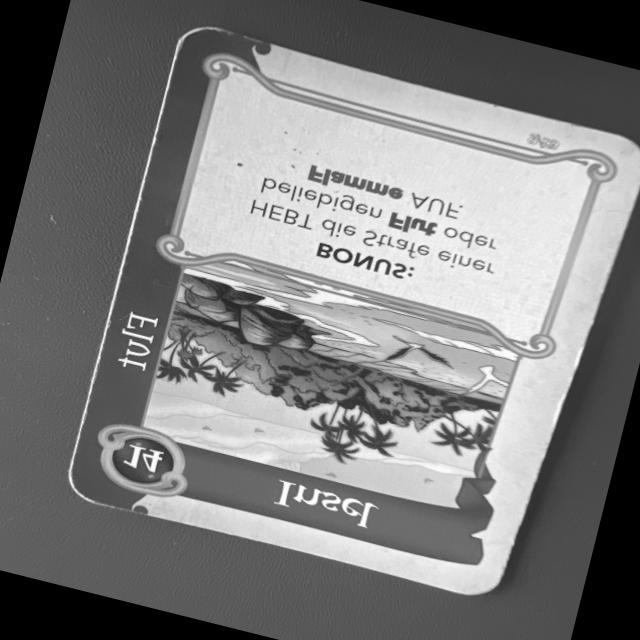 14
Insel
Flut
BONUS:
HEBT die Strafe einer
beliebigen Flut oder
Flamme AUF.